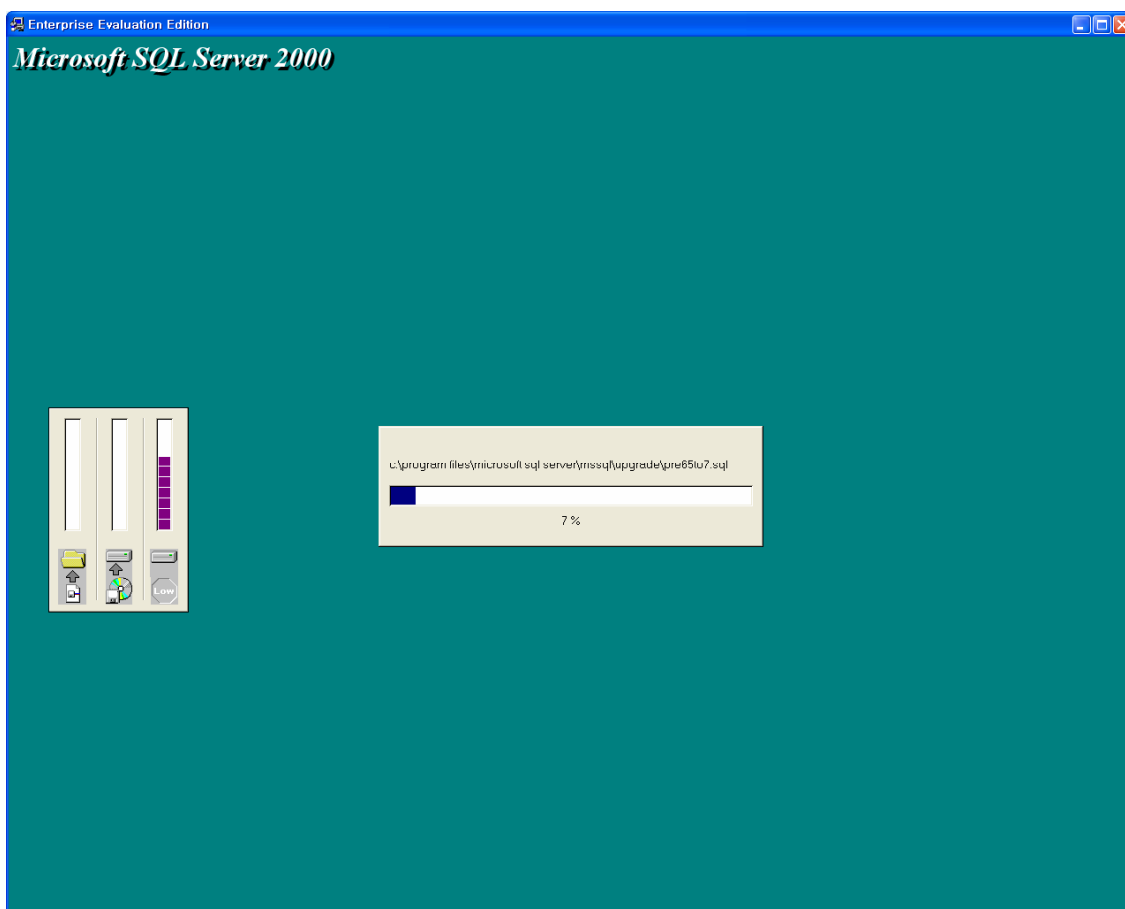 Enterprise Evaluation Edition
Microsoft SQL Server 2000
c:\program files\microsoft sql server\mssql\upgrade\pre65to7.sql
7 %
Low